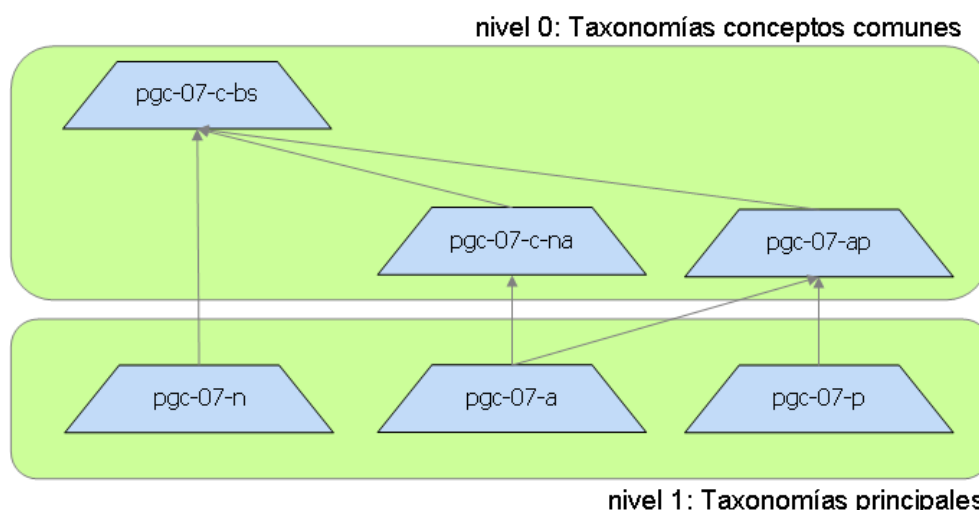 nivel 0: Taxonomías conceptos comunes
pgc-07-c-bs
pgc-07-c-na
pgc-07-ap
pgc-07-n
pgc-07-a
pgc-07-p
nivel 1: Taxonomías principales